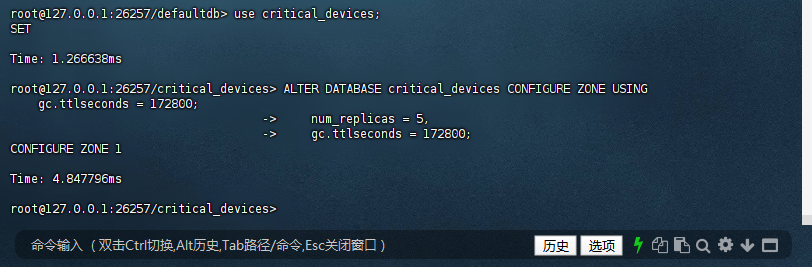 root@127.0.0.1:26257/defaultdb> use critical_devices;
SET
Time: 1.266638ms
root@127.0.0.1:26257/critical_devices> ALTER DATABASE critical_devices CONFIGURE ZONE USING
gc.ttlseconds = 172800;
-> num_replicas = 5,
-> gc.ttlseconds = 172800;
CONFIGURE ZONE 1
Time: 4.847796ms
root@127.0.0.1:26257/critical_devices>
命令输入 （双击Ctrl切换,Alt历史,Tab路径/命令,Esc关闭窗口） 历史 选项